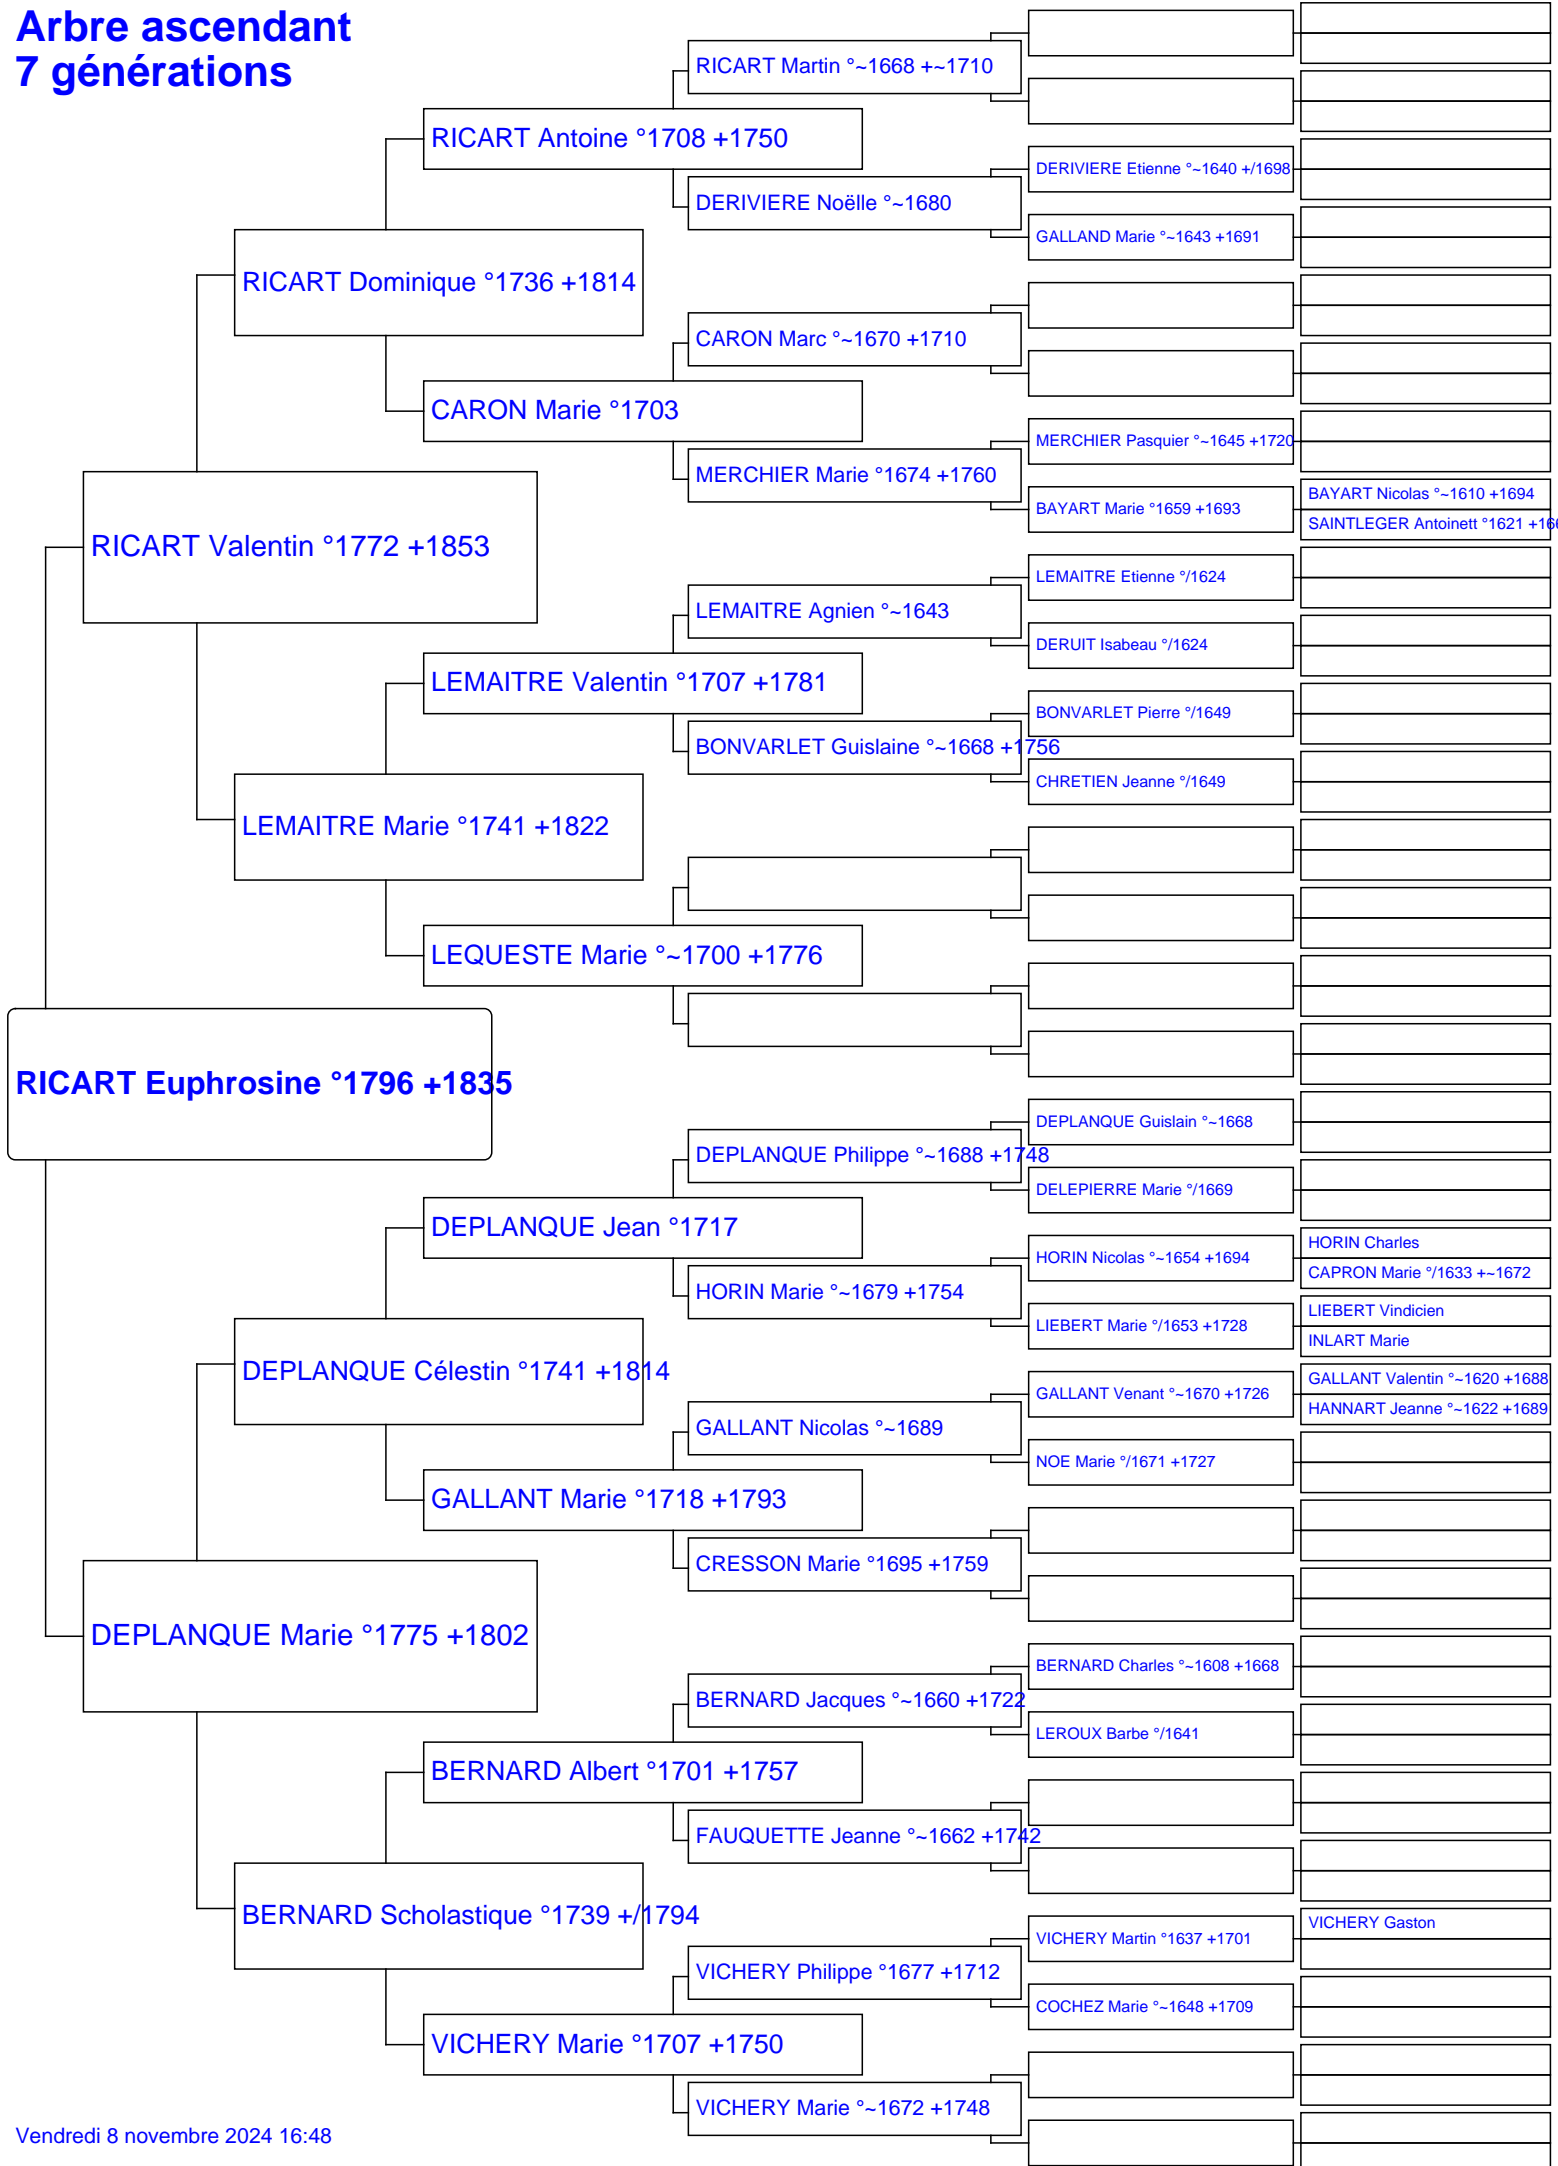 Arbre ascendant
7 générations
RICART Martin °~1668 +~1710
RICART Antoine °1708 +1750
DERIVIERE Etienne °~1640 +/1698
DERIVIERE Noëlle °~1680
GALLAND Marie °~1643 +1691
RICART Dominique °1736 +1814
CARON Marc °~1670 +1710
CARON Marie °1703
MERCHIER Pasquier °~1645 +1720
MERCHIER Marie °1674 +1760
BAYART Nicolas °~1610 +1694
BAYART Marie °1659 +1693
SAINTLEGER Antoinett °1621 +166
RICART Valentin °1772 +1853
LEMAITRE Etienne °/1624
LEMAITRE Agnien °~1643
DERUIT Isabeau °/1624
LEMAITRE Valentin °1707 +1781
BONVARLET Pierre °/1649
BONVARLET Guislaine °~1668 +1756
CHRETIEN Jeanne °/1649
LEMAITRE Marie °1741 +1822
LEQUESTE Marie °~1700 +1776
RICART Euphrosine °1796 +1835
DEPLANQUE Guislain °~1668
DEPLANQUE Philippe °~1688 +1748
DELEPIERRE Marie °/1669
DEPLANQUE Jean °1717
HORIN Charles
HORIN Nicolas °~1654 +1694
CAPRON Marie °/1633 +~1672
HORIN Marie °~1679 +1754
LIEBERT Vindicien
LIEBERT Marie °/1653 +1728
INLART Marie
DEPLANQUE Célestin °1741 +1814
GALLANT Valentin °~1620 +1688
GALLANT Venant °~1670 +1726
HANNART Jeanne °~1622 +1689
GALLANT Nicolas °~1689
NOE Marie °/1671 +1727
GALLANT Marie °1718 +1793
CRESSON Marie °1695 +1759
DEPLANQUE Marie °1775 +1802
BERNARD Charles °~1608 +1668
BERNARD Jacques °~1660 +1722
LEROUX Barbe °/1641
BERNARD Albert °1701 +1757
FAUQUETTE Jeanne °~1662 +1742
BERNARD Scholastique °1739 +/1794
VICHERY Gaston
VICHERY Martin °1637 +1701
VICHERY Philippe °1677 +1712
COCHEZ Marie °~1648 +1709
VICHERY Marie °1707 +1750
VICHERY Marie °~1672 +1748
Vendredi 8 novembre 2024 16:48